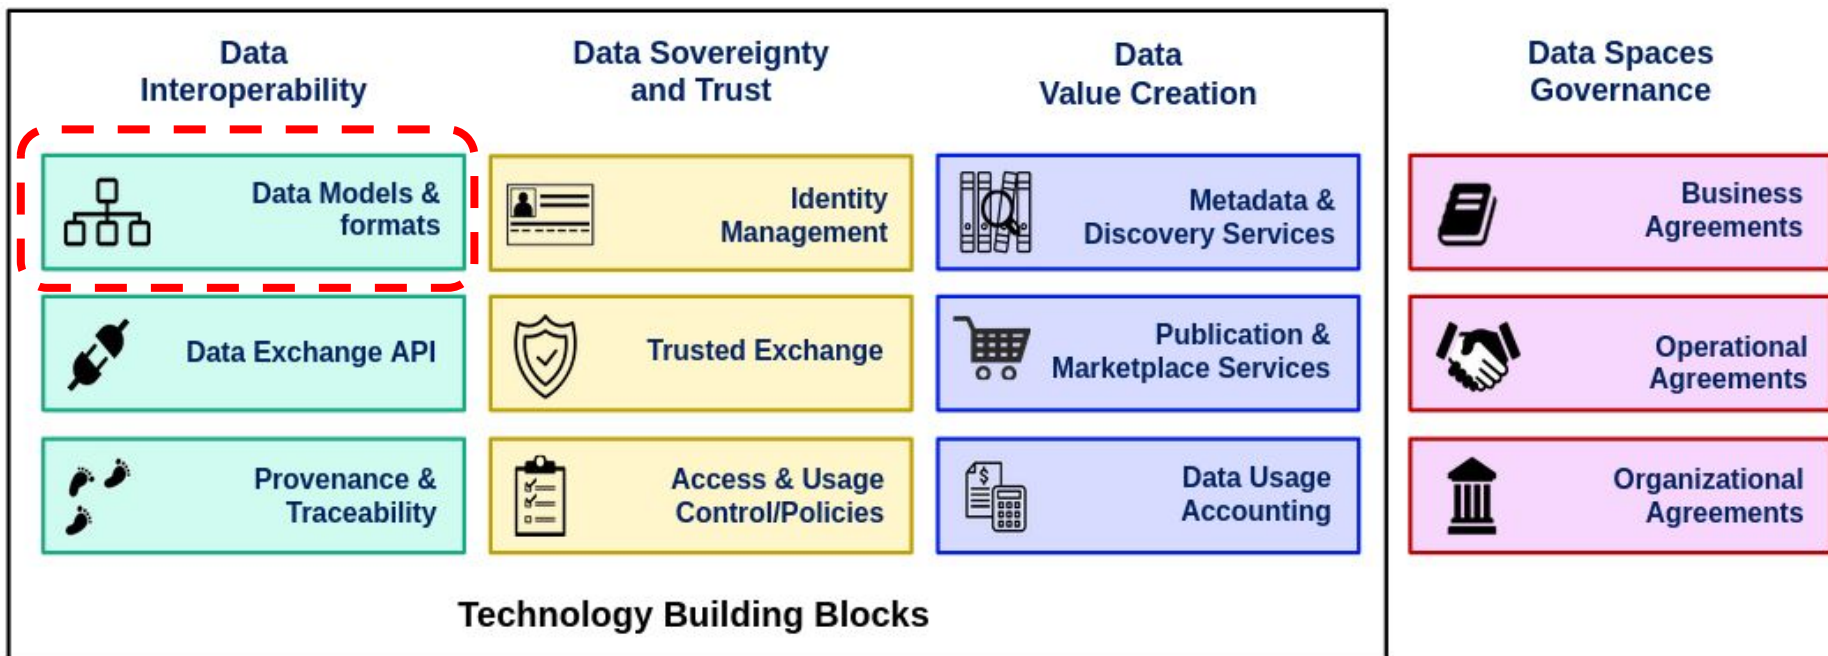 Data
Interoperability
Data Models &
formats
Data Exchange API
Provenance &
Traceability
Data Sovereignty
and Trust
Identity
Management
Trusted Exchange
Access & Usage
Control/Policies
Data
Value Creation
Metadata &
Discovery Services
Publication &
Marketplace Services
$
Data Usage
Accounting
Technology Building Blocks
Data Spaces
Governance
Business
Agreements
Operational
Agreements
Organizational
Agreements